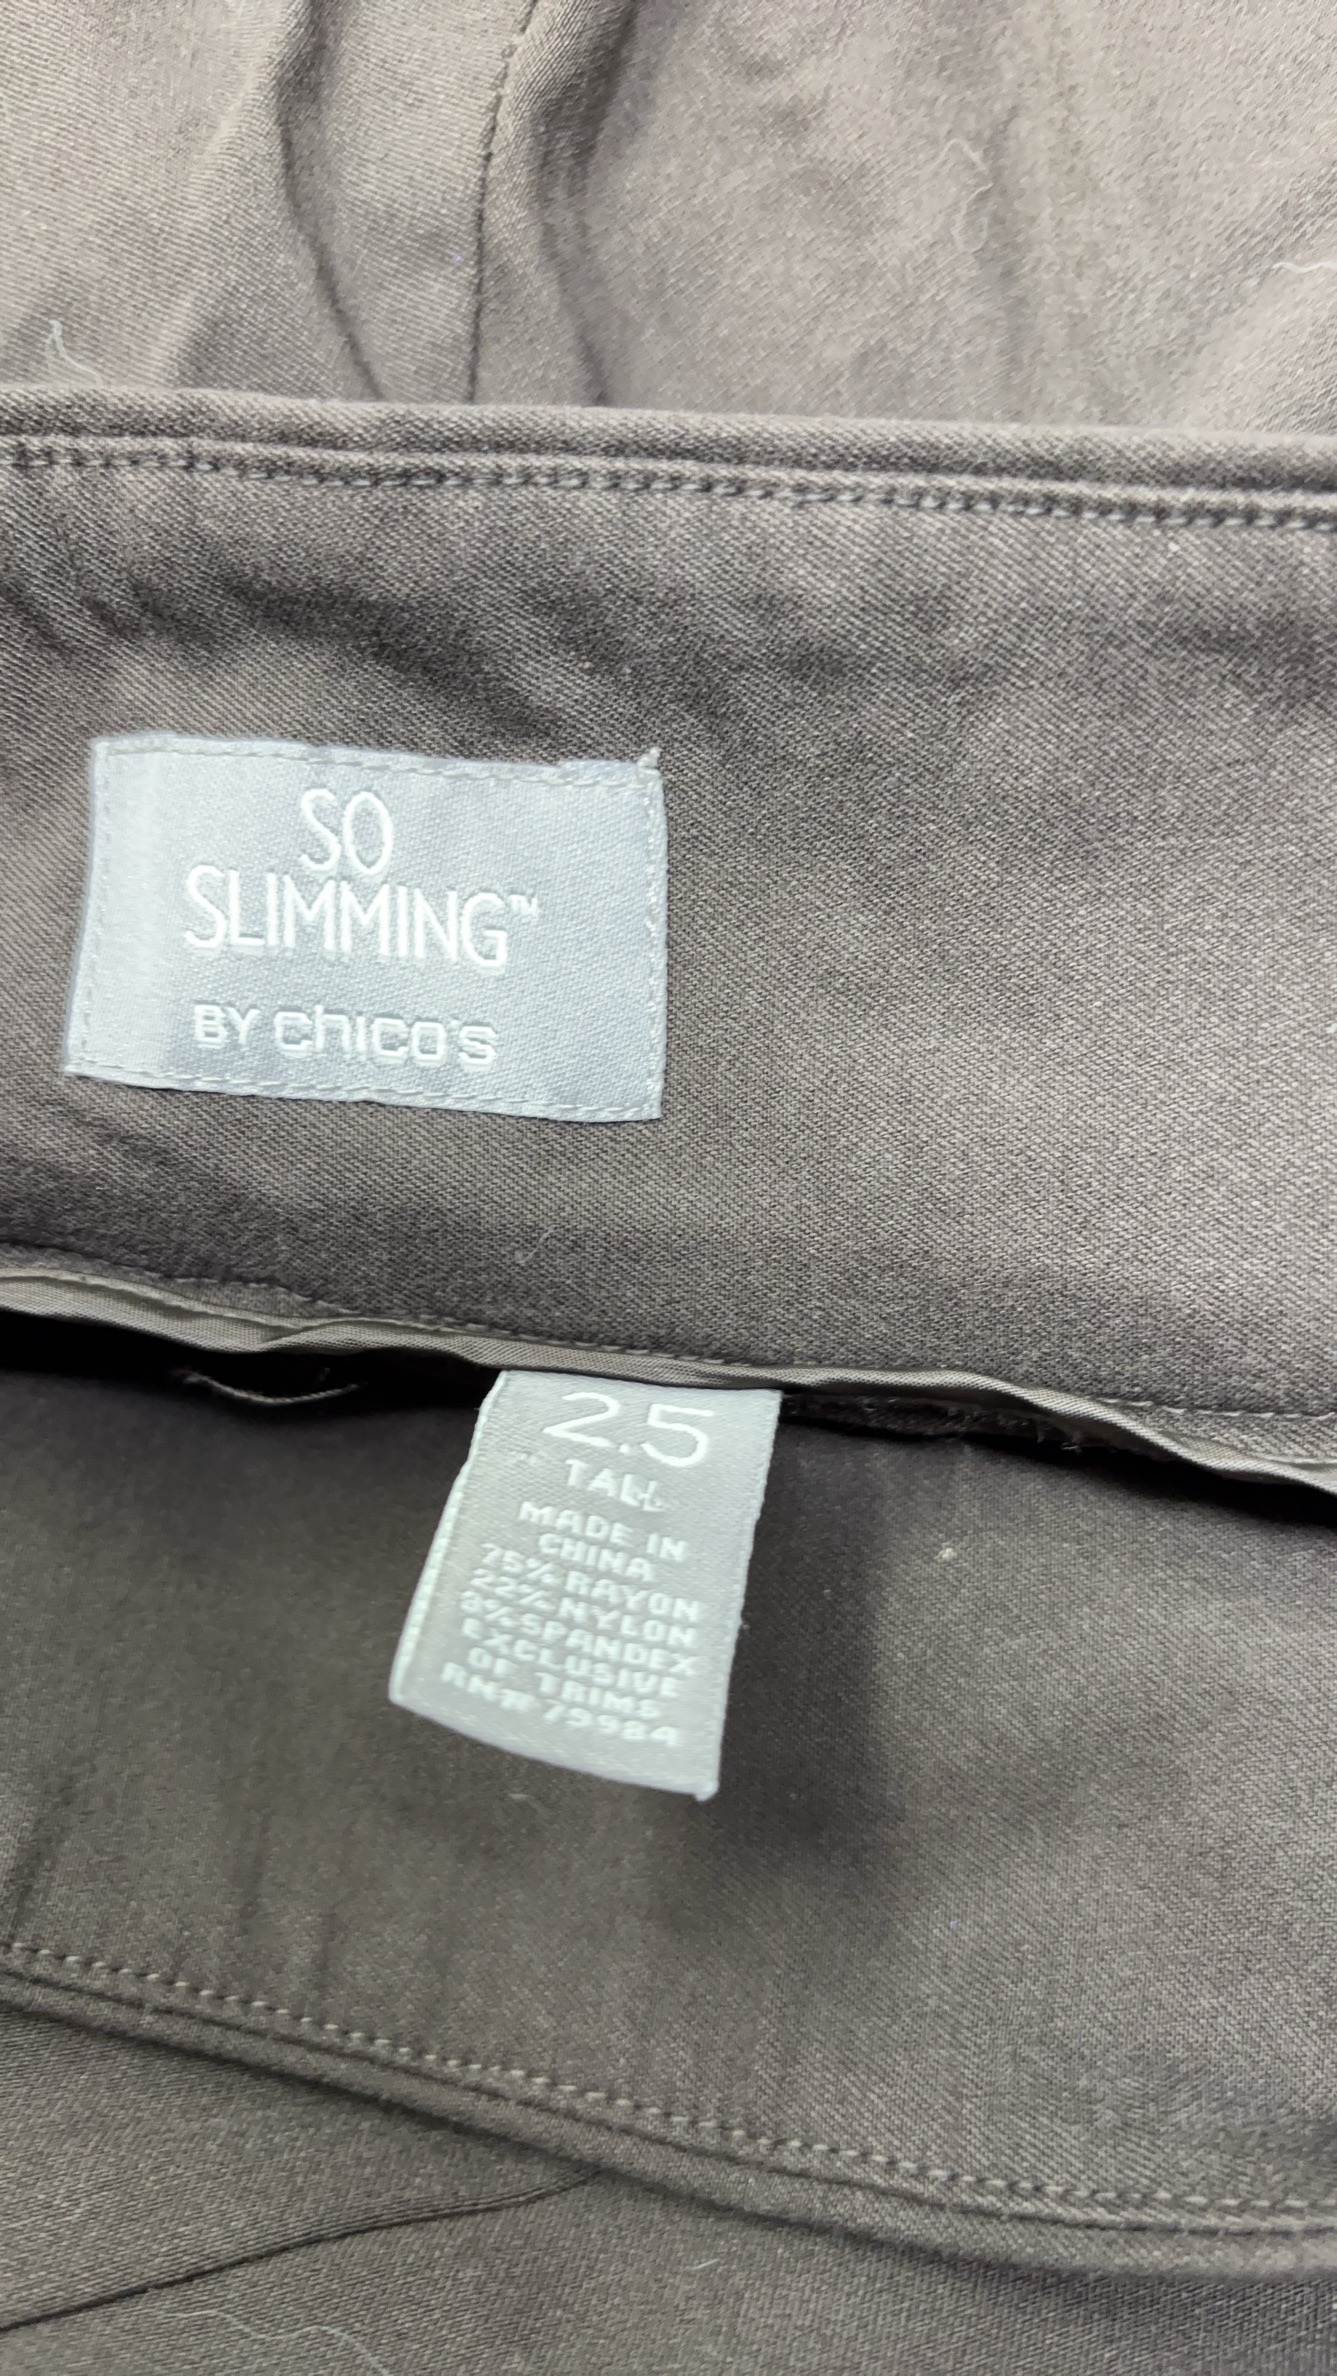 SO
SLIMMING™
BY chico's
2.5
TALL
MADE IN
CHINA
75% RAYON
22% NYLON
3% SPANDEX
EXCLUSIVE
OF TRIMS
RN# 79984